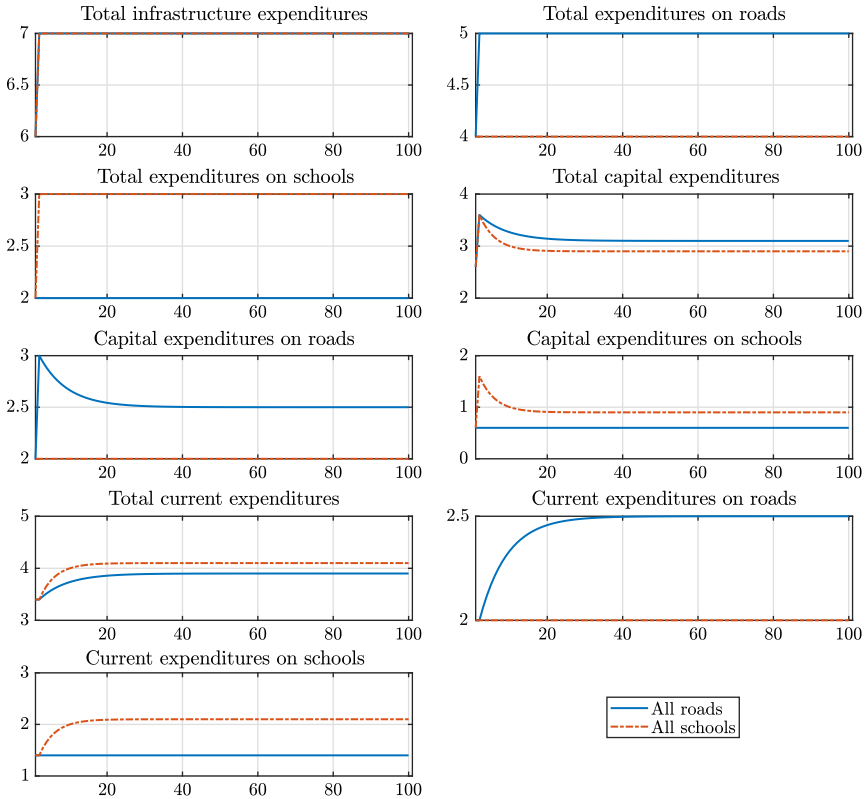 Total infrastructure expenditures
7
6.5
6
20 40 60 80 100
Total expenditures on roads
5
4.5
4
20 40 60 80 100
Total expenditures on schools
3
2.5
2
20 40 60 80 100
Total capital expenditures
4
3
2
20 40 60 80 100
Capital expenditures on roads
3
2.5
2
20 40 60 80 100
Capital expenditures on schools
2
1
0
20 40 60 80 100
Total current expenditures
5
4
3
20 40 60 80 100
Current expenditures on roads
2.5
2
20 40 60 80 100
Current expenditures on schools
3
2
1
20 40 60 80 100
All roads
All schools